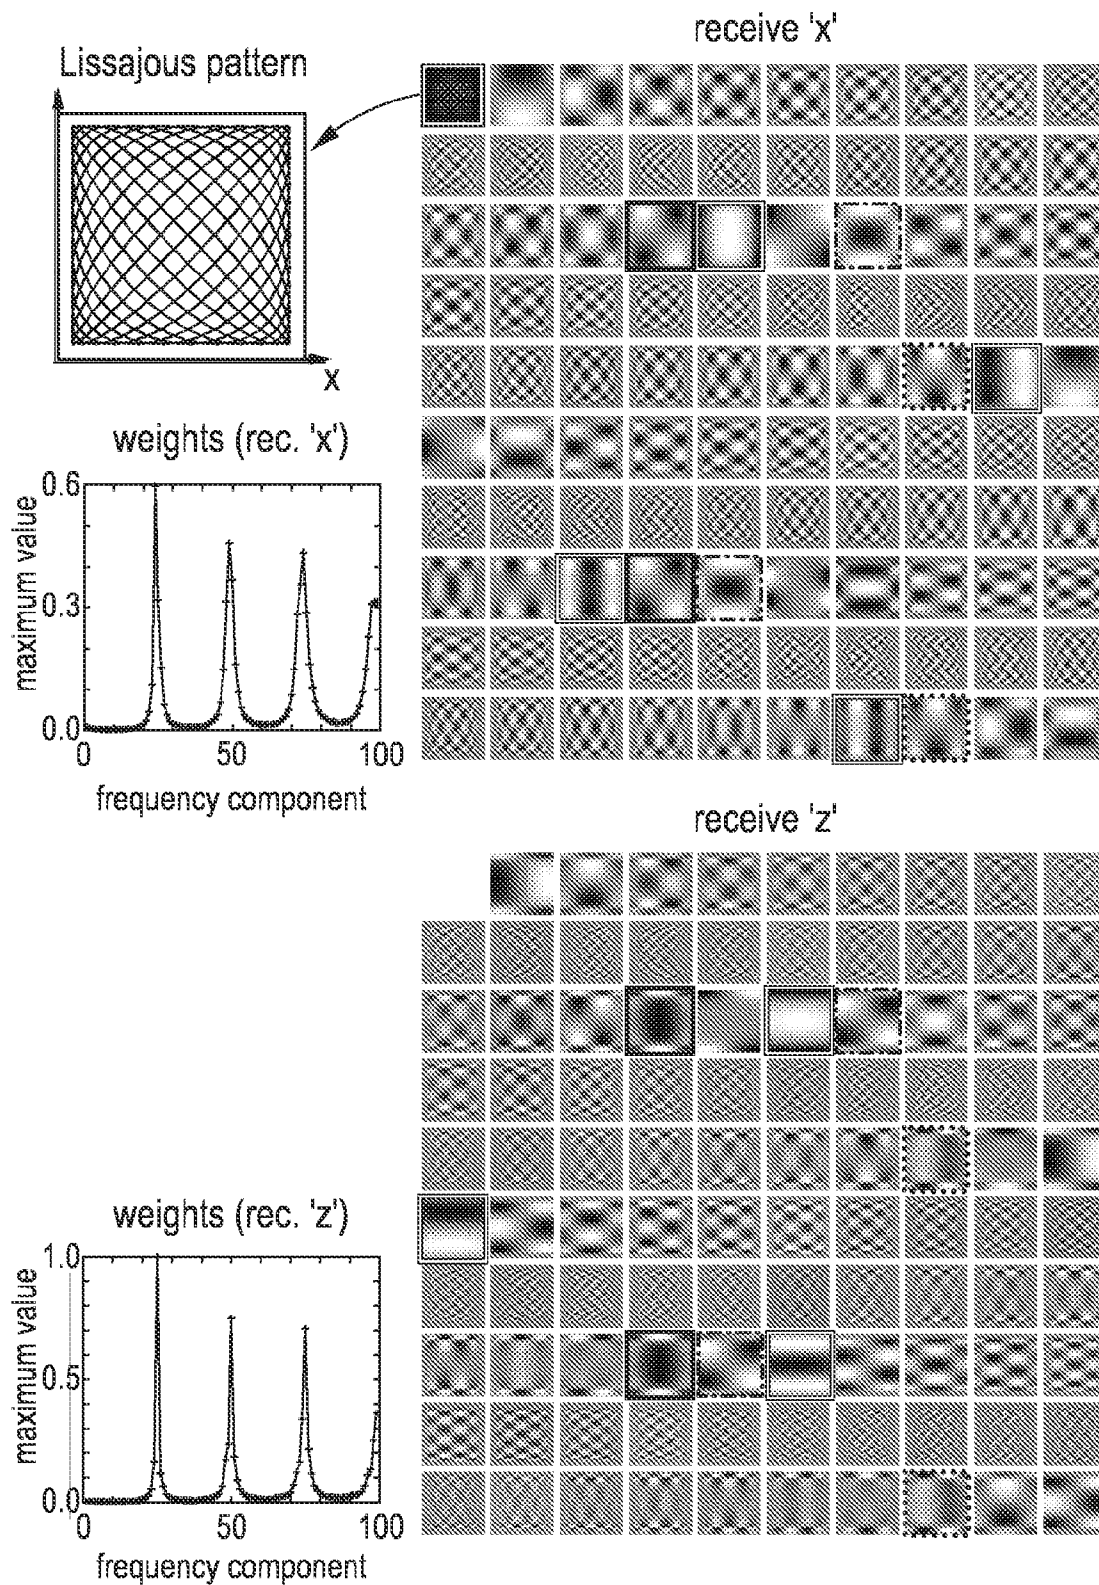 receive 'x'
Lissajous pattern
x
weights (rec. 'x')
maximum value
0.6
0.3
0.0
0
50
100
frequency component
receive 'z'
weights (rec. 'z')
maximum value
1.0
0.5
0.0
0
50
100
frequency component